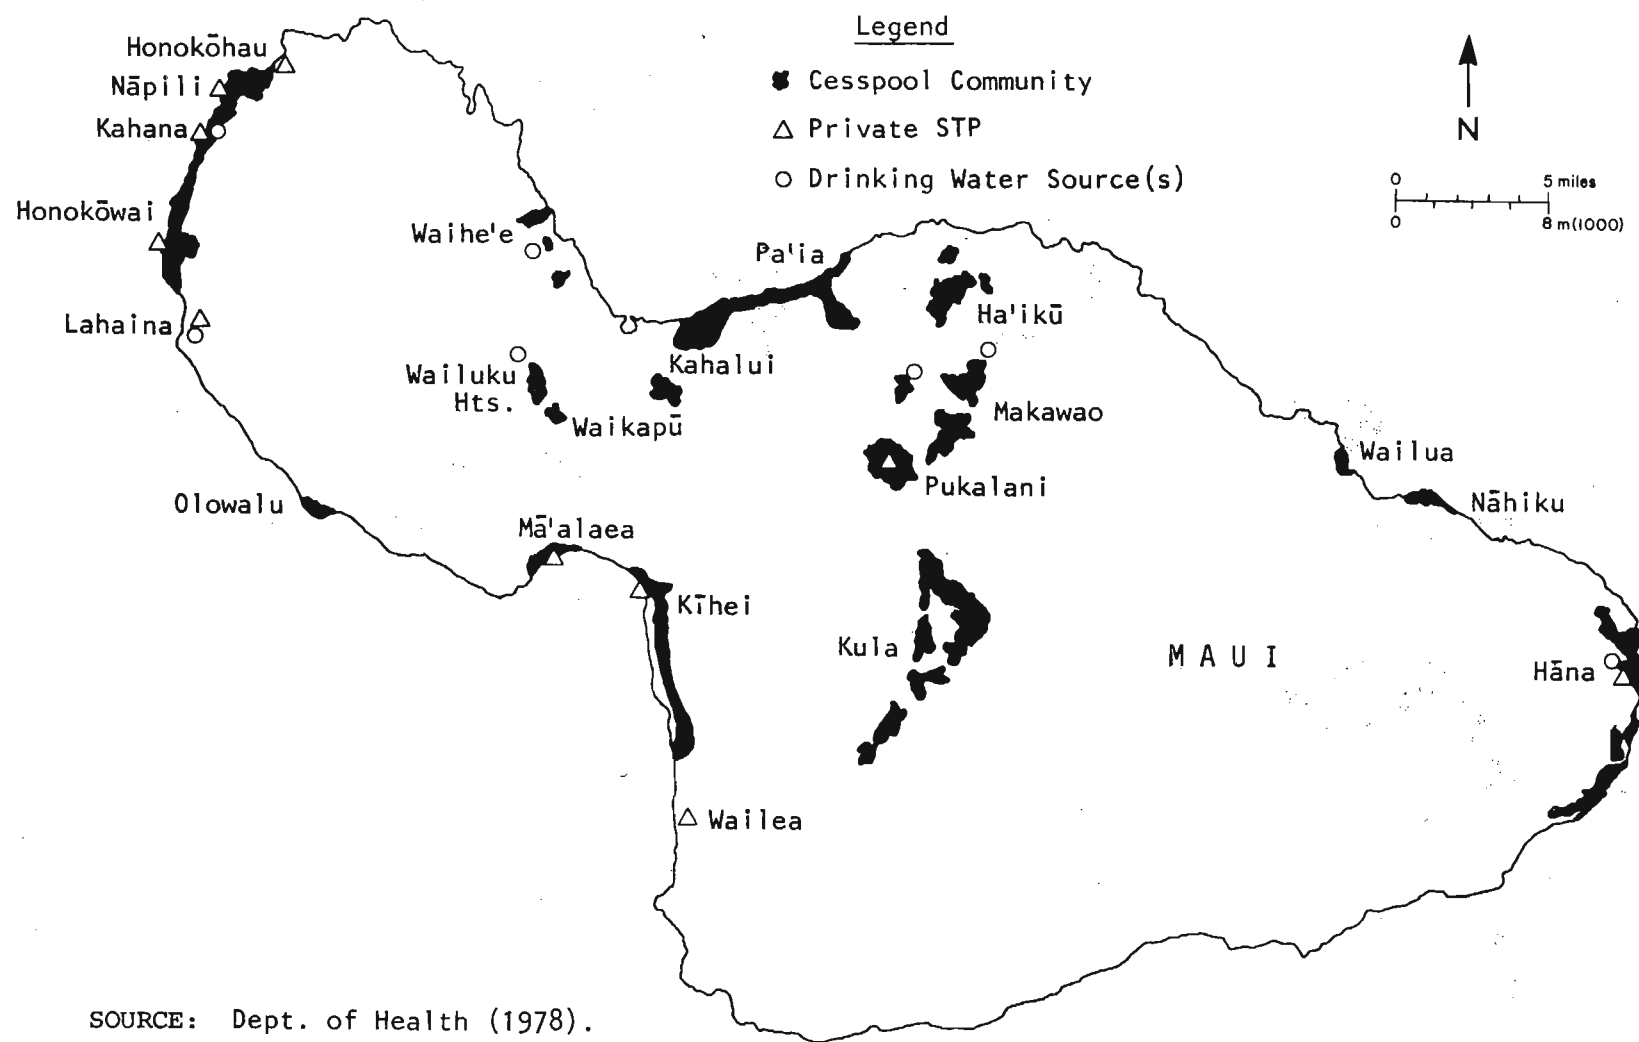 Legend
Cesspool Community
Private STP
Drinking Water Source(s)
N
0 5 miles
0 8 m(1000)
Honokōhau
Nāpili
Kahana
Honokōwai
Lahaina
Waihe'e
Pa'ia
Ha'ikū
Kahalui
Wailuku
Hts.
Waikapū
Makawao
Pukalani
Wailua
Nāhiku
Olowalu
Mā'alaea
Kīhei
Kula
MAUI
Hāna
Wailea
SOURCE: Dept. of Health (1978).